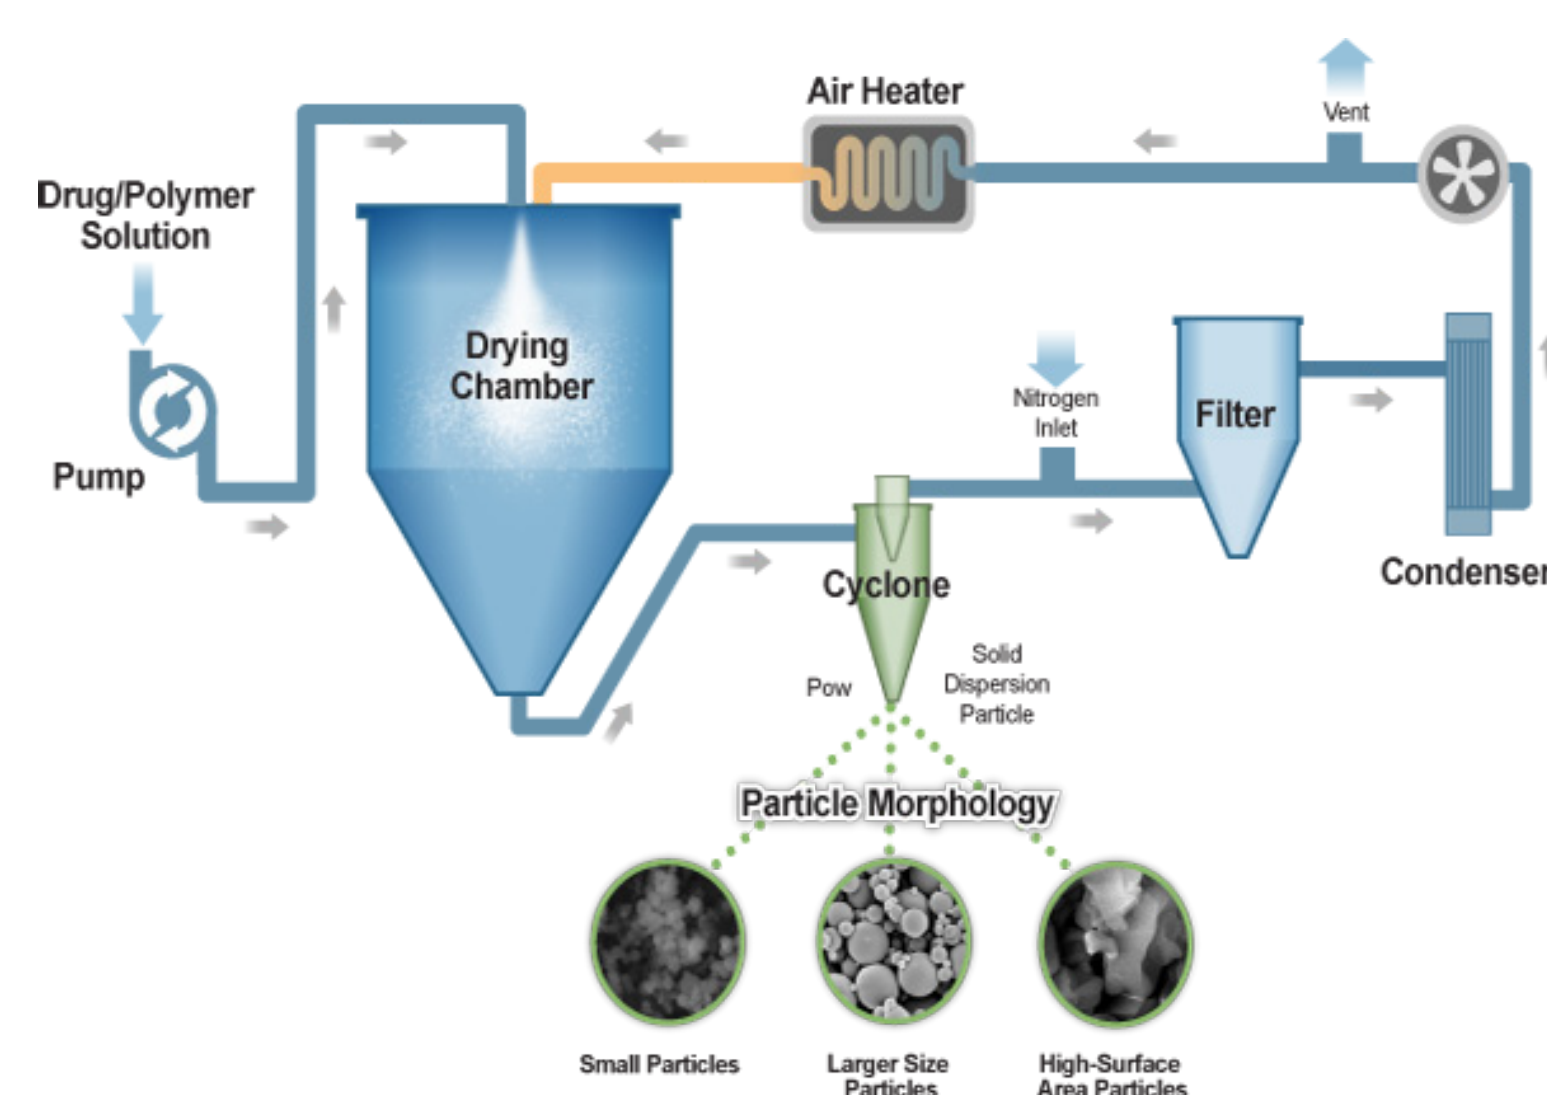 Air Heater
Vent
Drug/Polymer
Solution
Drying
Chamber
Nitrogen
Inlet
Filter
Pump
Condenser
Cyclone
Solid
Dispersion
Particle
Pow
Particle Morphology
Small Particles
Larger Size
Particles
High-Surface
Area Particles